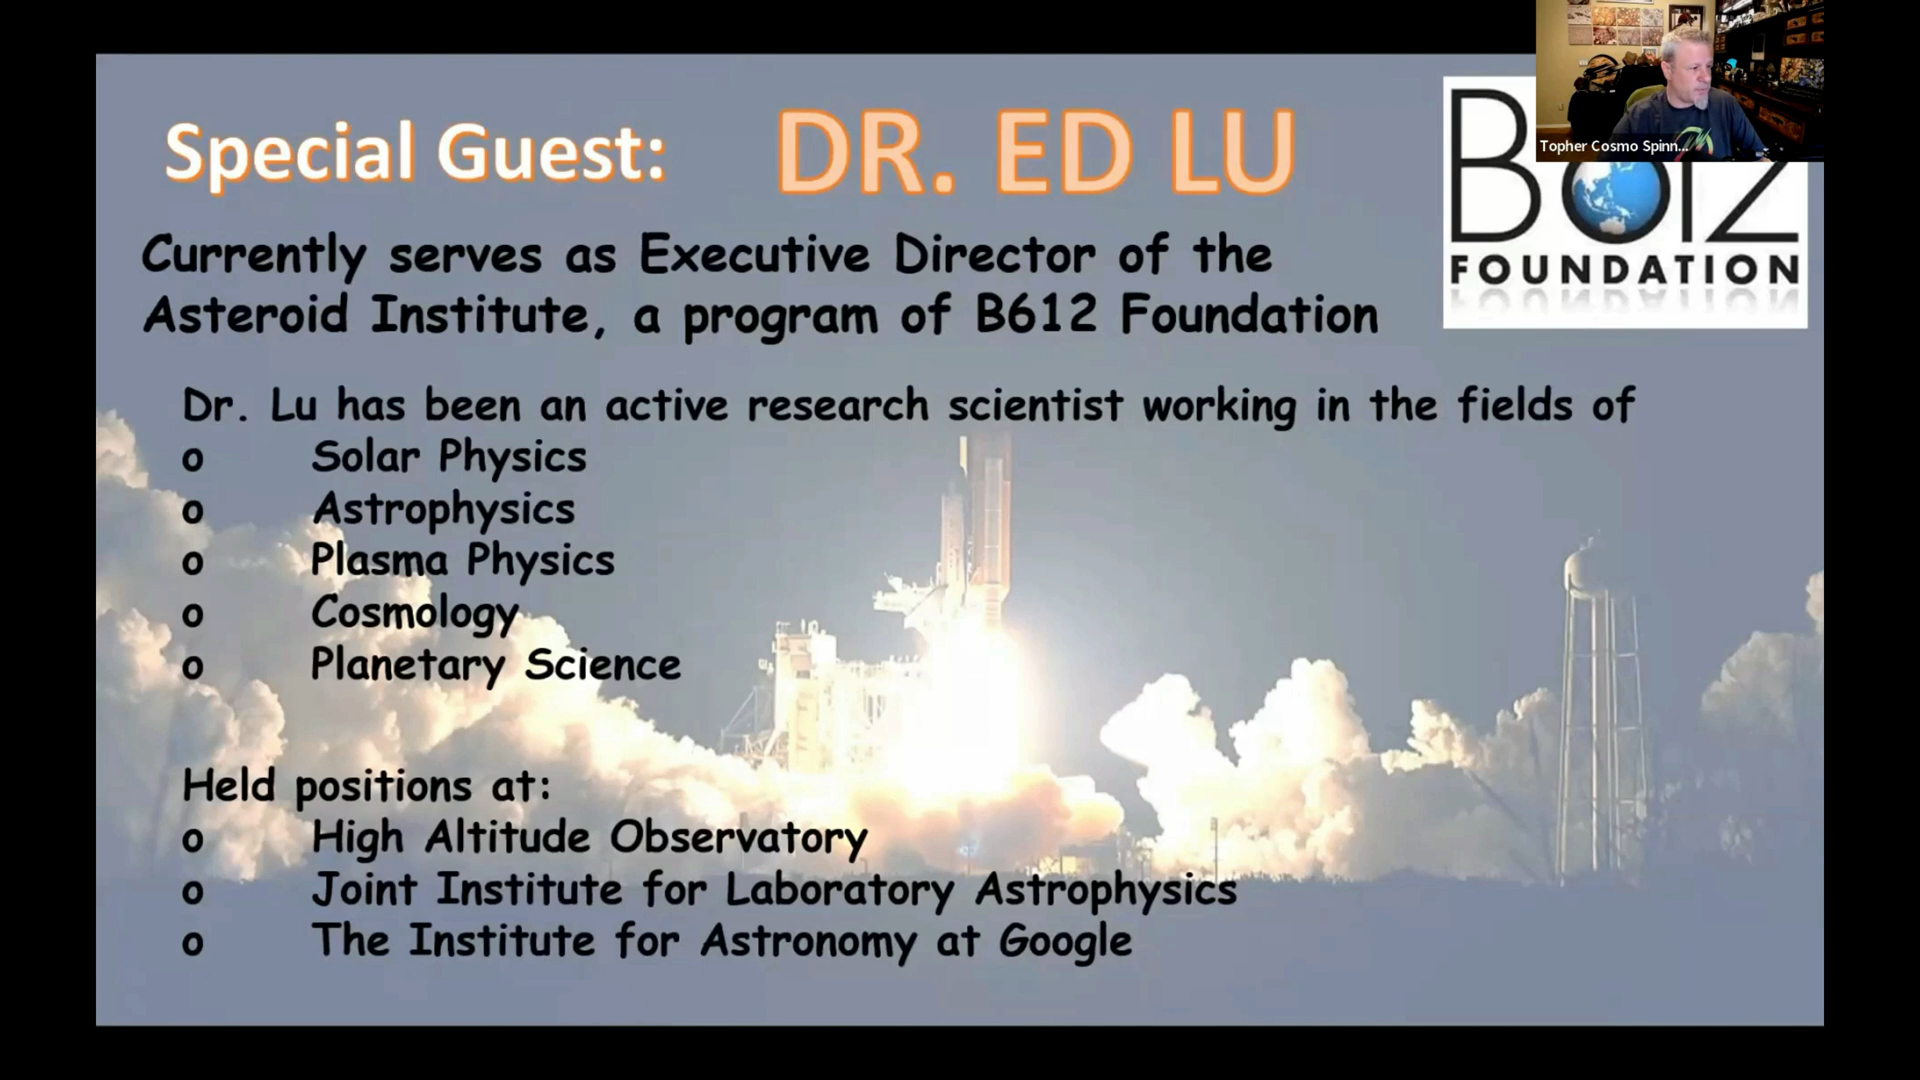 Special Guest: DR. ED LU
Topher Cosmo Spinn...
FOUNDATION
Currently serves as Executive Director of the
Asteroid Institute, a program of B612 Foundation
Dr. Lu has been an active research scientist working in the fields of
o Solar Physics
o Astrophysics
o Plasma Physics
o Cosmology
o Planetary Science
Held positions at:
o High Altitude Observatory
o Joint Institute for Laboratory Astrophysics
o The Institute for Astronomy at Google